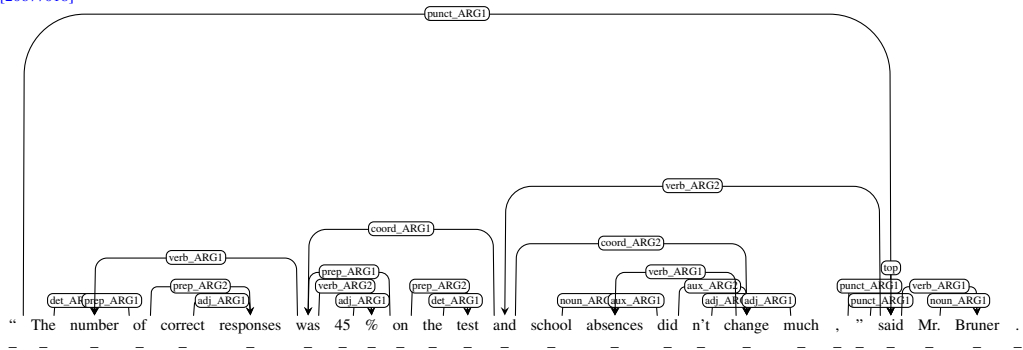 punct_ARG1
verb_ARG2
coord_ARG1
coord_ARG2
verb_ARG1
top
prep_ARG1 verb_ARG1
prep_ARG2 verb_ARG2 prep_ARG2 aux_ARG2 punct_ARG1 verb_ARG1
prep_ARG1 adj_ARG1 adj_ARG1 det_ARG1 aux_ARG1 adj_ARG1 punct_ARG1 noun_ARG1
“ The number of correct responses was 45 % on the test and school absences did n’t change much , ” said Mr. Bruner .